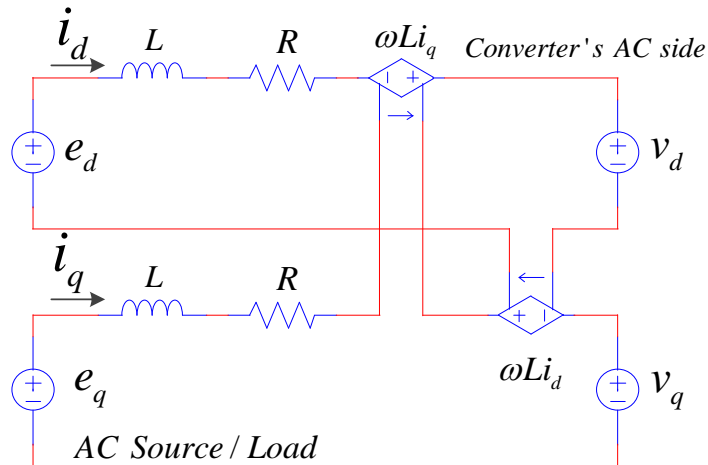 i_d L R ωLi_q Converter's AC side
e_d v_d
i_q L R
ωLi_d
e_q v_q
AC Source / Load